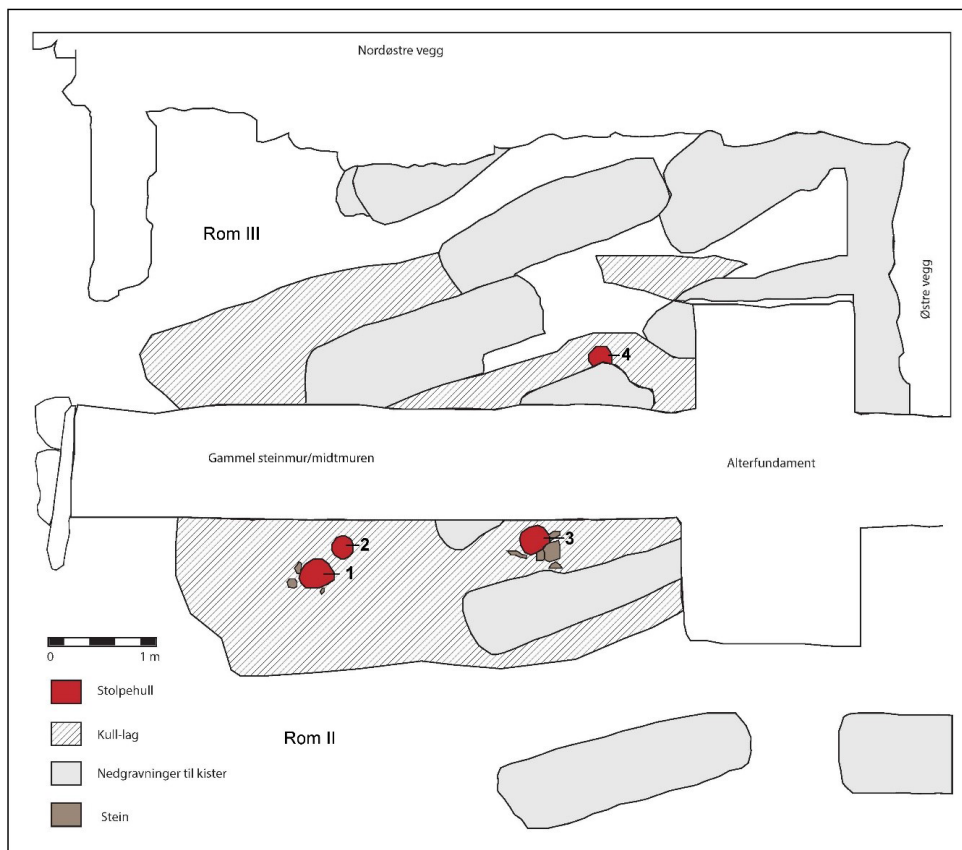 Nordøstre vegg
Rom III
Østre vegg
4
Gammel steinmur/midtmuren
Alterfundament
3
2
1
0 1 m
Stolpehull
Kull-lag
Rom II
Nedgravninger til kister
Stein